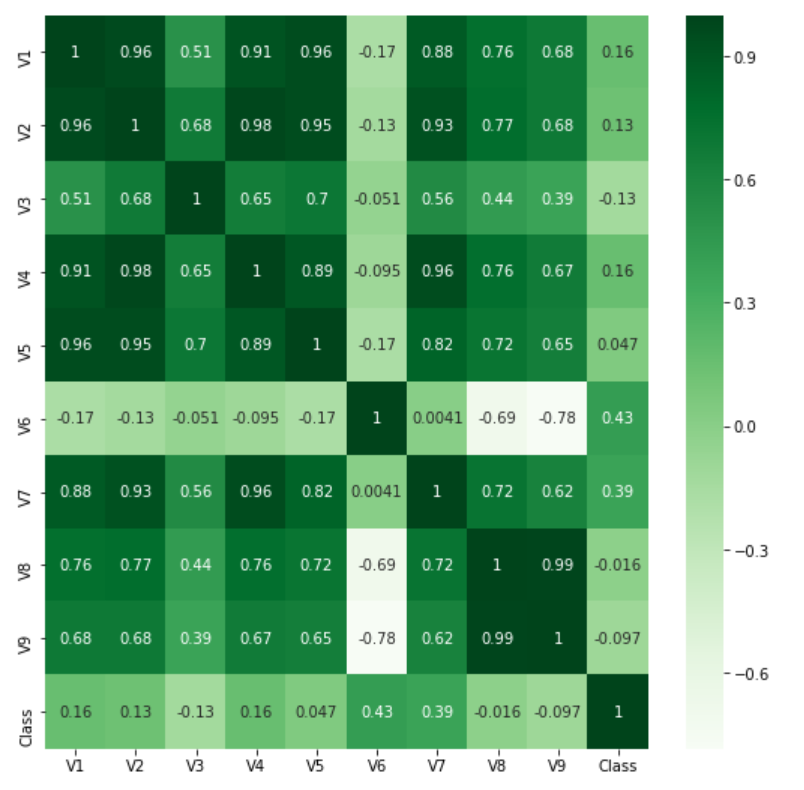 V1 1 0.96 0.51 0.91 0.96 -0.17 0.88 0.76 0.68 0.16
V2 0.96 1 0.68 0.98 0.95 -0.13 0.93 0.77 0.68 0.13
V3 0.51 0.68 1 0.65 0.7 -0.051 0.56 0.44 0.39 -0.13
V4 0.91 0.98 0.65 1 0.89 -0.095 0.96 0.76 0.67 0.16
V5 0.96 0.95 0.7 0.89 1 -0.17 0.82 0.72 0.65 0.047
V6 -0.17 -0.13 -0.051 -0.095 -0.17 1 0.0041 -0.69 -0.78 0.43
V7 0.88 0.93 0.56 0.96 0.82 0.0041 1 0.72 0.62 0.39
V8 0.76 0.77 0.44 0.76 0.72 -0.69 0.72 1 0.99 -0.016
V9 0.68 0.68 0.39 0.67 0.65 -0.78 0.62 0.99 1 -0.097
Class 0.16 0.13 -0.13 0.16 0.047 0.43 0.39 -0.016 -0.097 1
V1 V2 V3 V4 V5 V6 V7 V8 V9 Class
0.9
0.6
0.3
0.0
−0.3
−0.6